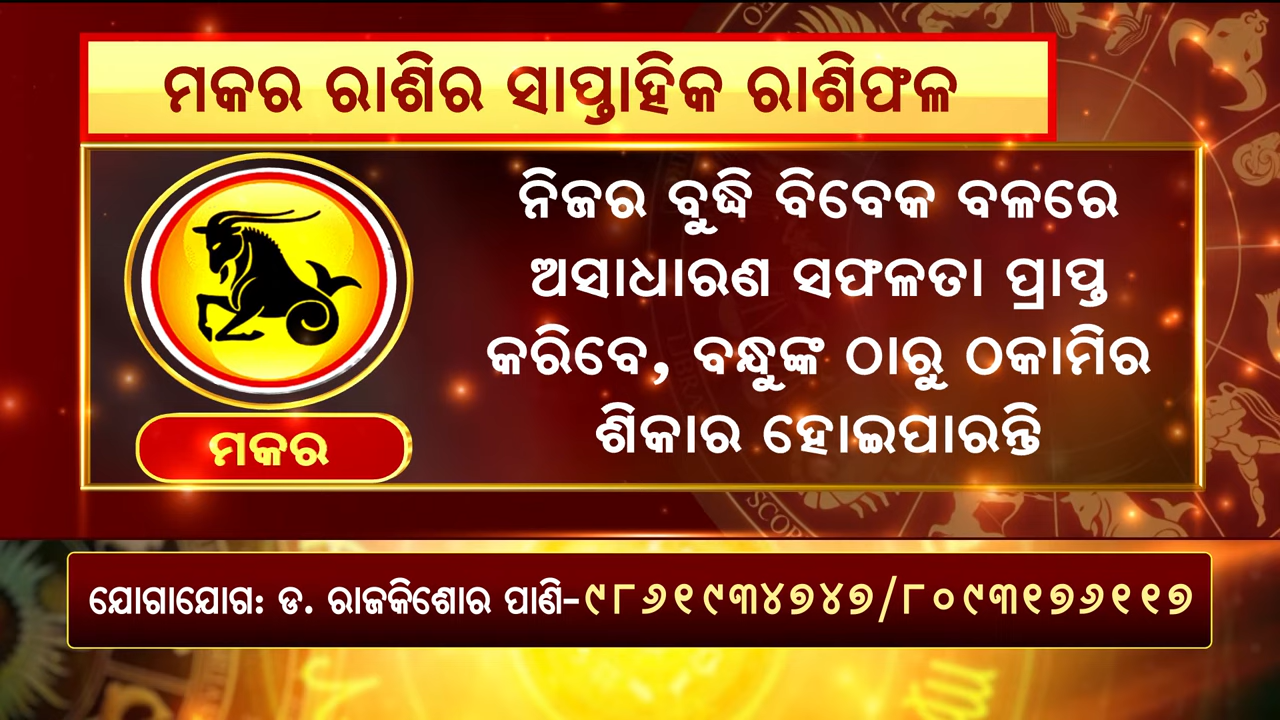 ମକର ରାଶିର ସାପ୍ତାହିକ ରାଶିଫଳ
ନିଜର ବୁଦ୍ଧି ବିବେକ ବଳରେ
ଅସାଧାରଣ ସଫଳତା ପ୍ରାପ୍ତ
କରିବେ, ବନ୍ଧୁଙ୍କ ଠାରୁ ଠକାମିର
ଶିକାର ହୋଇପାରନ୍ତି
ମକର
ଯୋଗାଯୋଗ: ଡ. ରାଜକିଶୋର ପାଣି-୯୮୬୧୯୩୪୭୪୭/୮୦୯୩୧୭୬୧୧୭